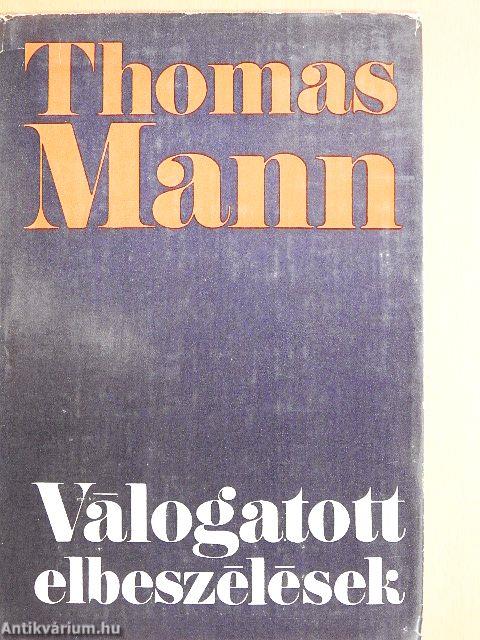 Thomas
Mann
Válogatott
elbeszélések
Antikvárium.hu